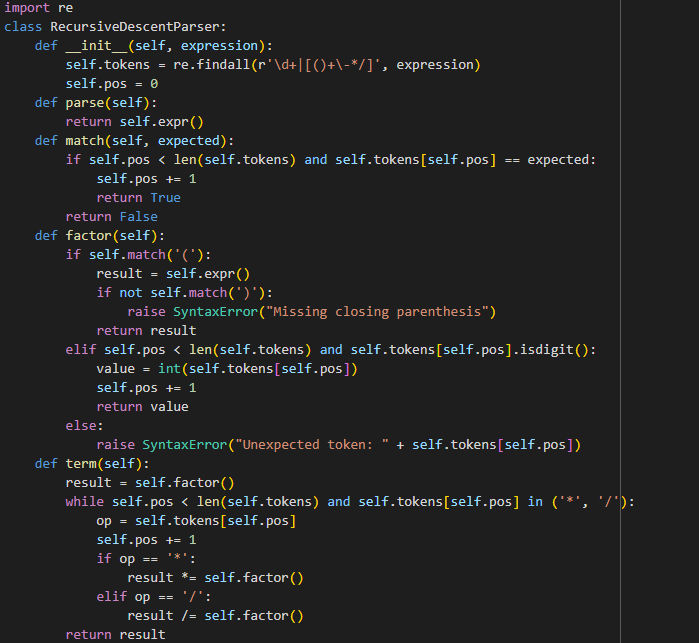 import re
class RecursiveDescentParser:
    def __init__(self, expression):
        self.tokens = re.findall(r'\d+|[()+\-*/]', expression)
        self.pos = 0
    def parse(self):
        return self.expr()
    def match(self, expected):
        if self.pos < len(self.tokens) and self.tokens[self.pos] == expected:
            self.pos += 1
            return True
        return False
    def factor(self):
        if self.match('('):
            result = self.expr()
            if not self.match(')'):
                raise SyntaxError("Missing closing parenthesis")
            return result
        elif self.pos < len(self.tokens) and self.tokens[self.pos].isdigit():
            value = int(self.tokens[self.pos])
            self.pos += 1
            return value
        else:
            raise SyntaxError("Unexpected token: " + self.tokens[self.pos])
    def term(self):
        result = self.factor()
        while self.pos < len(self.tokens) and self.tokens[self.pos] in ('*', '/'):
            op = self.tokens[self.pos]
            self.pos += 1
            if op == '*':
                result *= self.factor()
            elif op == '/':
                result /= self.factor()
        return result